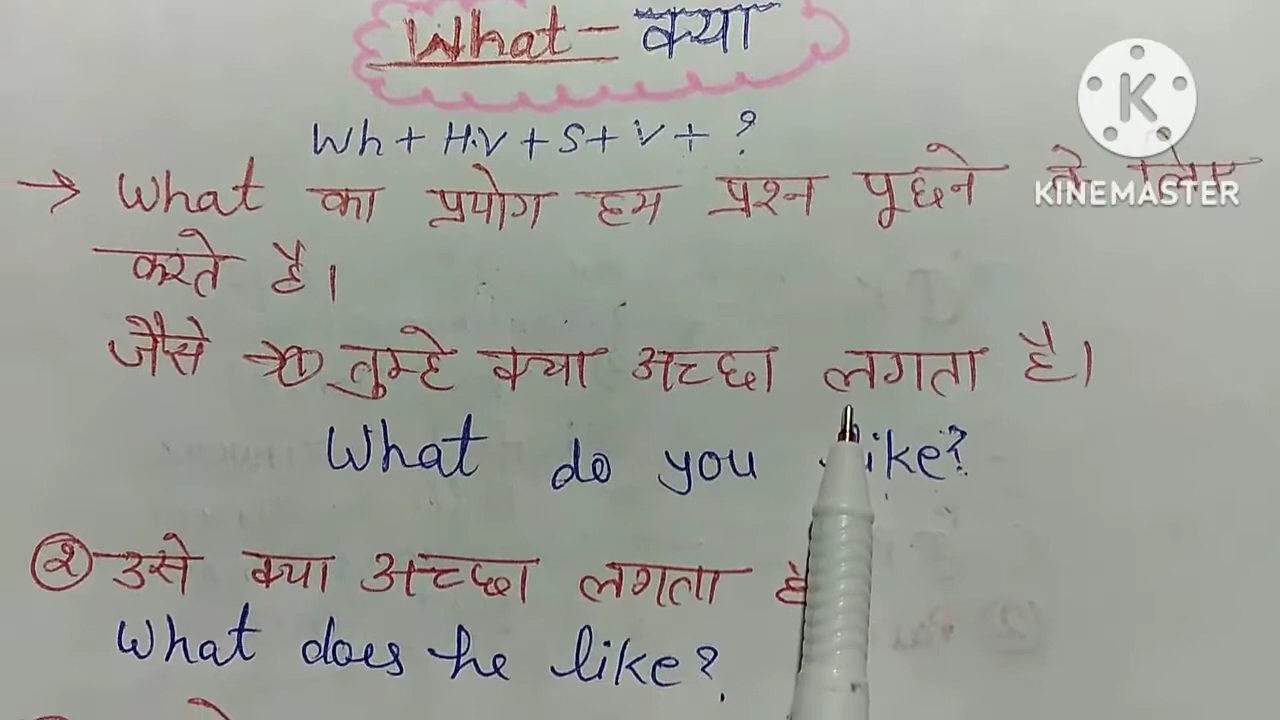 What - क्या
Wh + H.V + S + V + ?
→ What का प्रयोग हम प्रश्न पूछने के लिए
करते है।
जैसे → ① तुम्हे क्या अच्छा लगता है।
What do you like?
② उसे क्या अच्छा लगता है
What does he like?
K
KINEMASTER